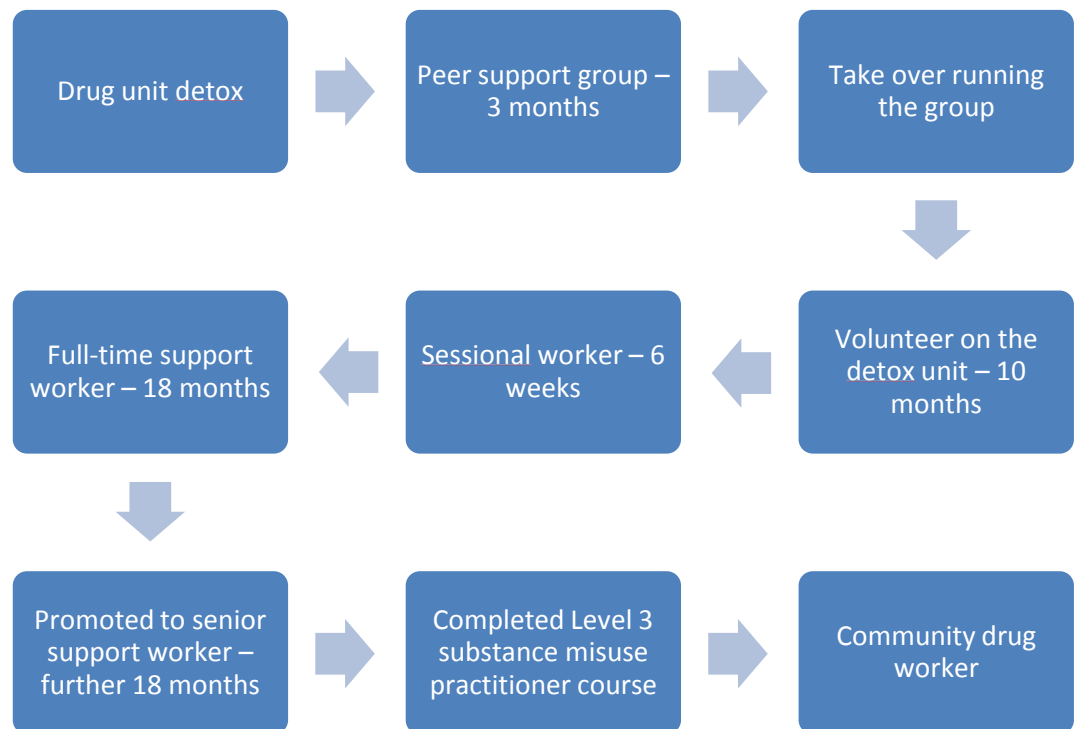 Drug unit detox
Peer support group –
3 months
Take over running
the group
Volunteer on the
detox unit – 10
months
Sessional worker – 6
weeks
Full-time support
worker – 18 months
Promoted to senior
support worker –
further 18 months
Completed Level 3
substance misuse
practitioner course
Community drug
worker